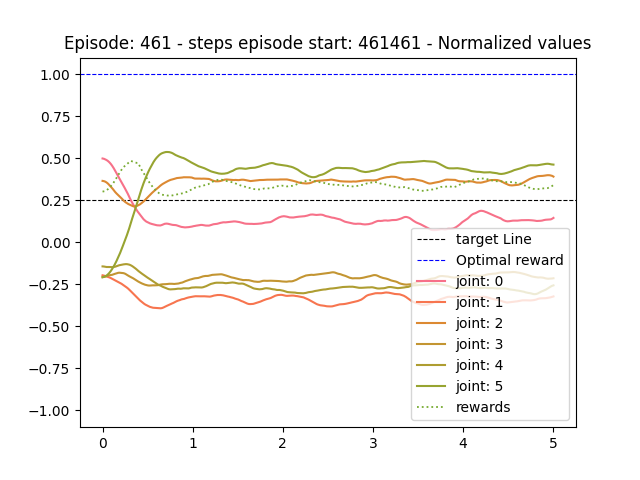 Episode: 461 - steps episode start: 461461 - Normalized values
1.00
0.75
0.50
0.25
0.00
−0.25
−0.50
−0.75
−1.00
target Line
Optimal reward
joint: 0
joint: 1
joint: 2
joint: 3
joint: 4
joint: 5
rewards
0 1 2 3 4 5